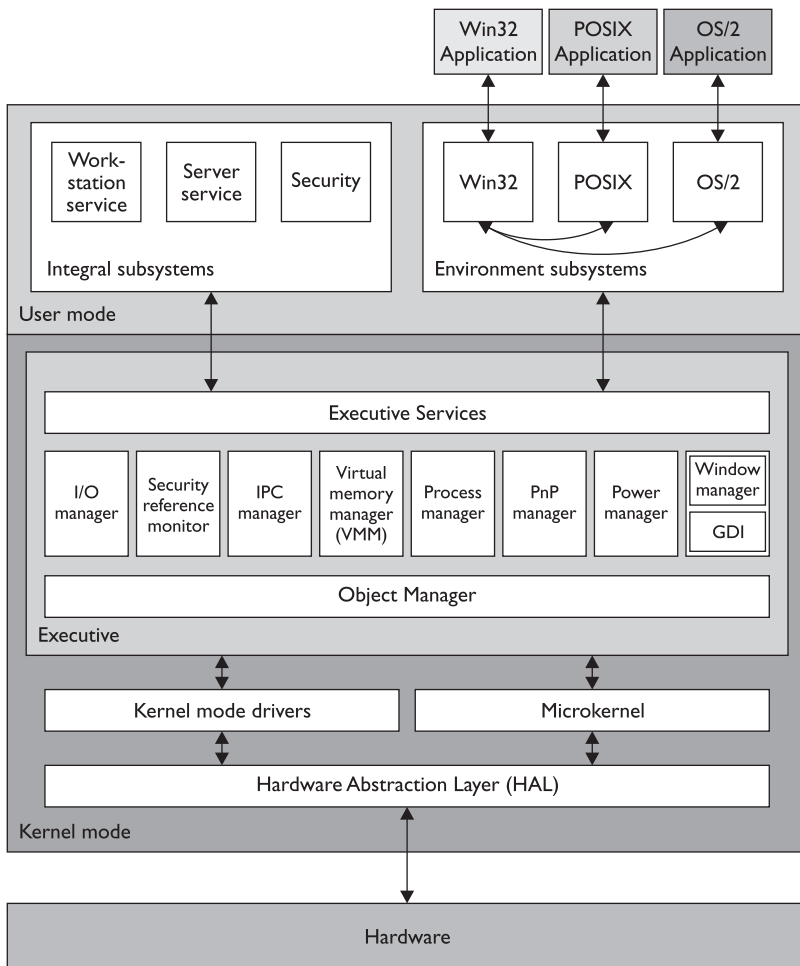 Win32
Application
POSIX
Application
OS/2
Application
Work-
station
service
Server
service
Security
Integral subsystems
Win32
POSIX
OS/2
Environment subsystems
User mode
Executive Services
I/O
manager
Security
reference
monitor
IPC
manager
Virtual
memory
manager
(VMM)
Process
manager
PnP
manager
Power
manager
Window
manager
GDI
Object Manager
Executive
Kernel mode drivers
Microkernel
Hardware Abstraction Layer (HAL)
Kernel mode
Hardware